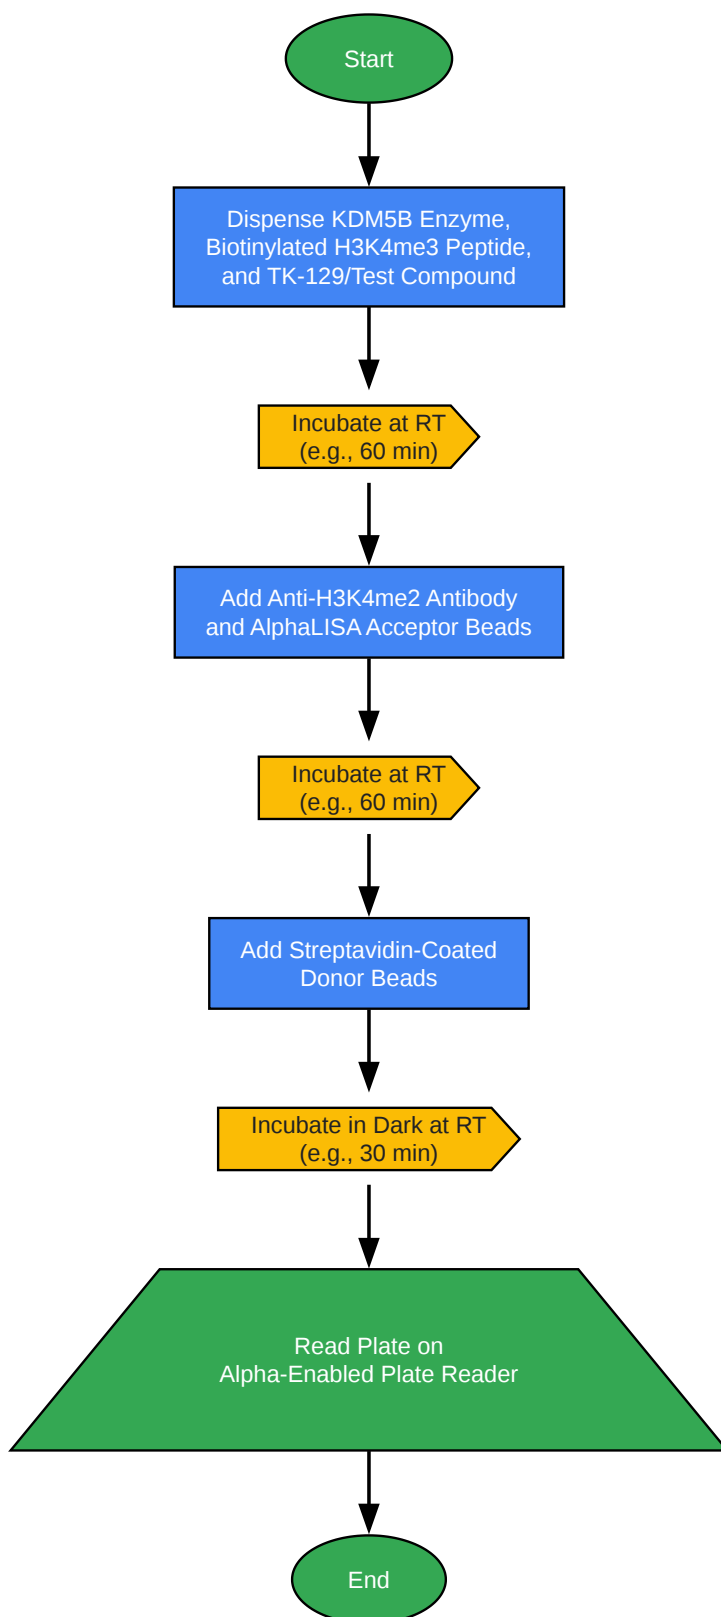 Start
Dispense KDM5B Enzyme,
Biotinylated H3K4me3 Peptide,
and TK-129/Test Compound
Incubate at RT
(e.g., 60 min)
Add Anti-H3K4me2 Antibody
and AlphaLISA Acceptor Beads
Incubate at RT
(e.g., 60 min)
Add Streptavidin-Coated
Donor Beads
Incubate in Dark at RT
(e.g., 30 min)
Read Plate on
Alpha-Enabled Plate Reader
End